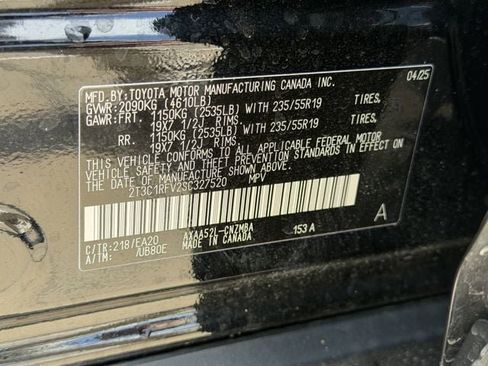 MFD.BY:TOYOTA MOTOR MANUFACTURING CANADA INC. 04/25
GVWR:2090KG (4610LB)
GAWR:FRT. 1150KG (2535LB) WITH 235/55R19 TIRES,
19X7 1/2J RIMS,
RR. 1150KG (2535LB) WITH 235/55R19 TIRES,
19X7 1/2J RIMS,
THIS VEHICLE CONFORMS TO ALL APPLICABLE FEDERAL MOTOR
VEHICLE SAFETY AND THEFT PREVENTION STANDARDS IN EFFECT ON
THE DATE OF MANUFACTURE SHOWN ABOVE.
2T3C1RFV2SC327520 MPV
A
C/TR:218/EA20 AXAA52L-CNZMBA 153A
A/TM: /UB80E MADE IN CANADA